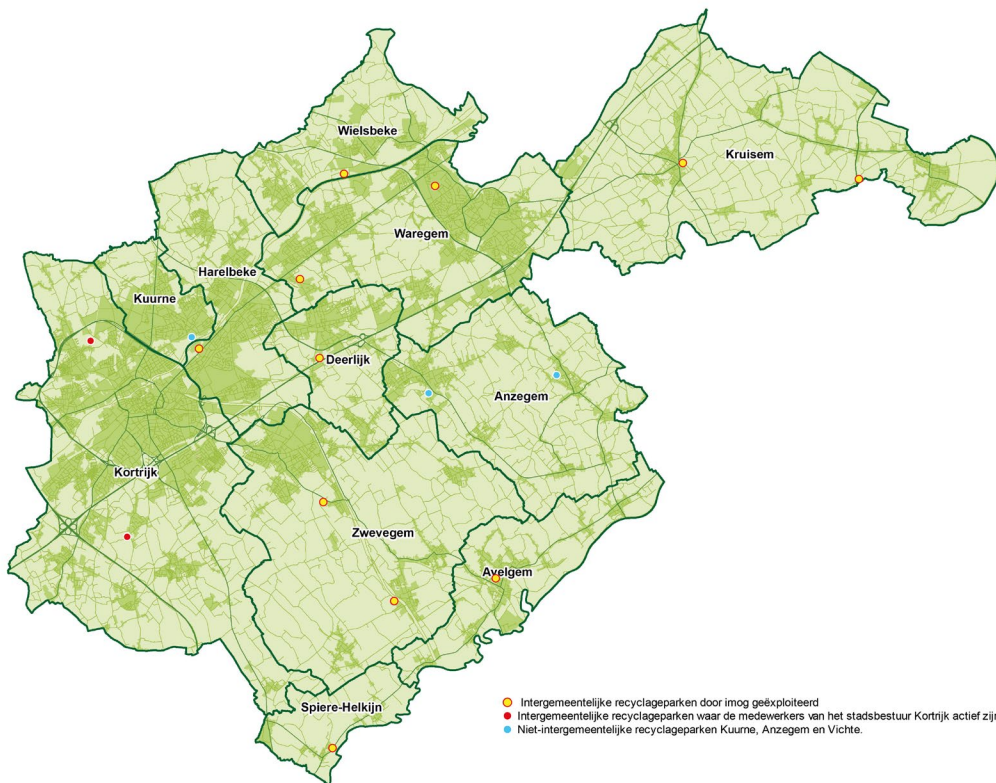 Wielsbeke
Kruisem
Waregem
Harelbeke
Kuurne
Deerlijk
Anzegem
Kortrijk
Zwevegem
Avelgem
Spiere-Helkijn
Intergemeentelijke recyclageparken door imog geëxploiteerd
Intergemeentelijke recyclageparken waar de medewerkers van het stadsbestuur Kortrijk actief zijn
Niet-intergemeentelijke recyclageparken Kuurne, Anzegem en Vichte.